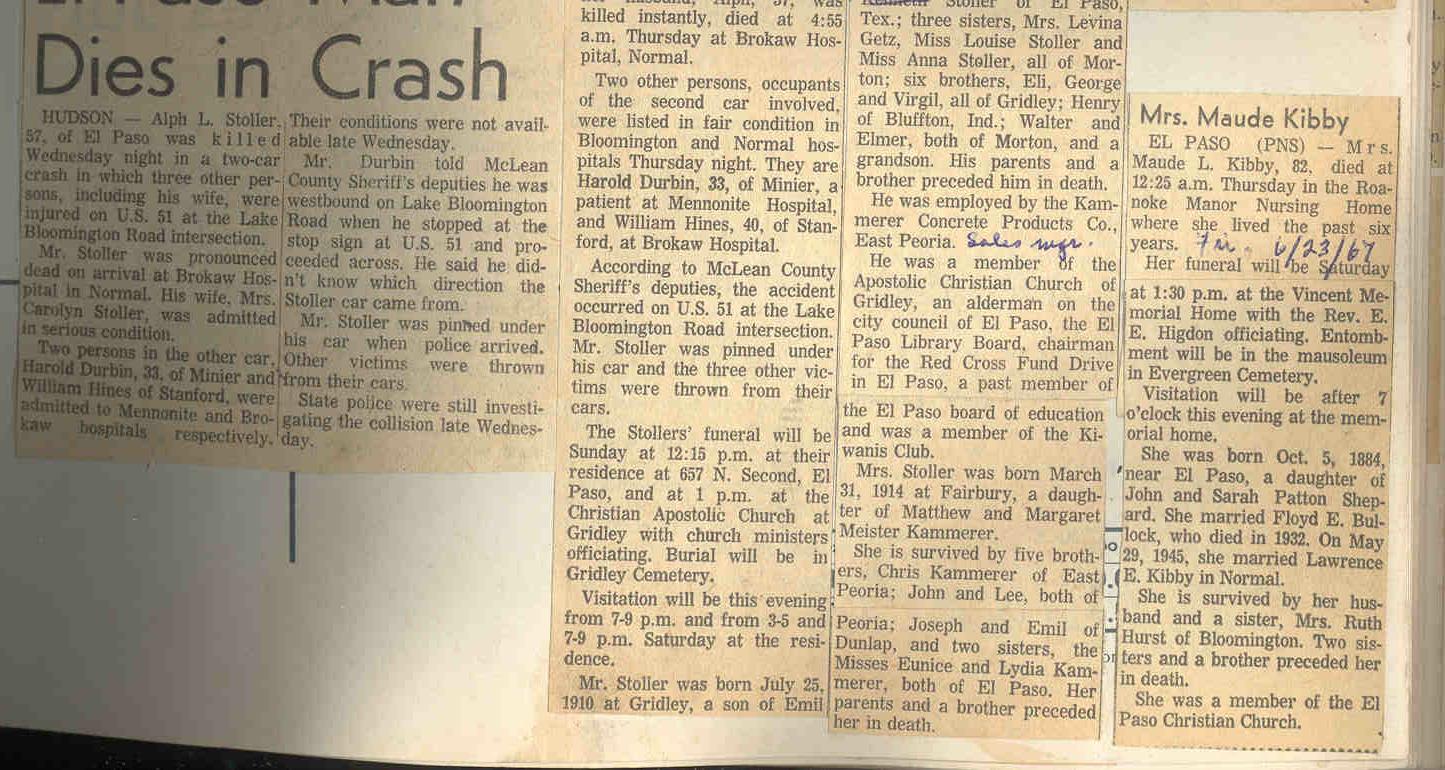 El Paso Man
Dies in Crash
HUDSON — Alph L. Stoller,
57, of El Paso was killed
Wednesday night in a two-car
crash in which three other per-
sons, including his wife, were
injured on U.S. 51 at the Lake
Bloomington Road intersection.
Mr. Stoller was pronounced
dead on arrival at Brokaw Hos-
pital in Normal. His wife, Mrs.
Carolyn Stoller, was admitted
in serious condition.
Two persons in the other car,
Harold Durbin, 33, of Minier and
William Hines of Stanford, were
admitted to Mennonite and Bro-
kaw hospitals respectively.
Their conditions were not avail-
able late Wednesday.
Mr. Durbin told McLean
County Sheriff's deputies he was
westbound on Lake Bloomington
Road when he stopped at the
stop sign at U.S. 51 and pro-
ceeded across. He said he did-
n't know which direction the
Stoller car came from.
Mr. Stoller was pinned under
his car when police arrived.
Other victims were thrown
from their cars.
State police were still investi-
gating the collision late Wednes-
day.
her husband, Alph, 57, was
killed instantly, died at 4:55
a.m. Thursday at Brokaw Hos-
pital, Normal.
Two other persons, occupants
of the second car involved,
were listed in fair condition in
Bloomington and Normal hos-
pitals Thursday night. They are
Harold Durbin, 33, of Minier, a
patient at Mennonite Hospital,
and William Hines, 40, of Stan-
ford, at Brokaw Hospital.
According to McLean County
Sheriff's deputies, the accident
occurred on U.S. 51 at the Lake
Bloomington Road intersection.
Mr. Stoller was pinned under
his car and the three other vic-
tims were thrown from their
cars.
The Stollers' funeral will be
Sunday at 12:15 p.m. at their
residence at 657 N. Second, El
Paso, and at 1 p.m. at the
Christian Apostolic Church at
Gridley with church ministers
officiating. Burial will be in
Gridley Cemetery.
Visitation will be this evening
from 7-9 p.m. and from 3-5 and
7-9 p.m. Saturday at the resi-
dence.
Mr. Stoller was born July 25,
1910 at Gridley, a son of Emil
Kenneth Stoller of El Paso,
Tex.; three sisters, Mrs. Levina
Getz, Miss Louise Stoller and
Miss Anna Stoller, all of Mor-
ton; six brothers, Eli, George
and Virgil, all of Gridley; Henry
of Bluffton, Ind.; Walter and
Elmer, both of Morton, and a
grandson. His parents and a
brother preceded him in death.
He was employed by the Kam-
merer Concrete Products Co.,
East Peoria. Sales mgr.
He was a member of the
Apostolic Christian Church of
Gridley, an alderman on the
city council of El Paso, the El
Paso Library Board, chairman
for the Red Cross Fund Drive
in El Paso, a past member of
the El Paso board of education
and was a member of the Ki-
wanis Club.
Mrs. Stoller was born March
31, 1914 at Fairbury, a daugh-
ter of Matthew and Margaret
Meister Kammerer.
She is survived by five broth-
ers, Chris Kammerer of East
Peoria; John and Lee, both of
Peoria; Joseph and Emil of
Dunlap, and two sisters, the
Misses Eunice and Lydia Kam-
merer, both of El Paso. Her
parents and a brother preceded
her in death.
Mrs. Maude Kibby
EL PASO (PNS) — Mrs.
Maude L. Kibby, 82, died at
12:25 a.m. Thursday in the Roa-
noke Manor Nursing Home
where she lived the past six
years. Fri. 6/23/67
Her funeral will be Saturday
at 1:30 p.m. at the Vincent Me-
morial Home with the Rev. E.
E. Higdon officiating. Entomb-
ment will be in the mausoleum
in Evergreen Cemetery.
Visitation will be after 7
o'clock this evening at the mem-
orial home.
She was born Oct. 5, 1884,
near El Paso, a daughter of
John and Sarah Patton Shep-
ard. She married Floyd E. Bul-
lock, who died in 1932. On May
29, 1945, she married Lawrence
E. Kibby in Normal.
She is survived by her hus-
band and a sister, Mrs. Ruth
Hurst of Bloomington. Two sis-
ters and a brother preceded her
in death.
She was a member of the El
Paso Christian Church.